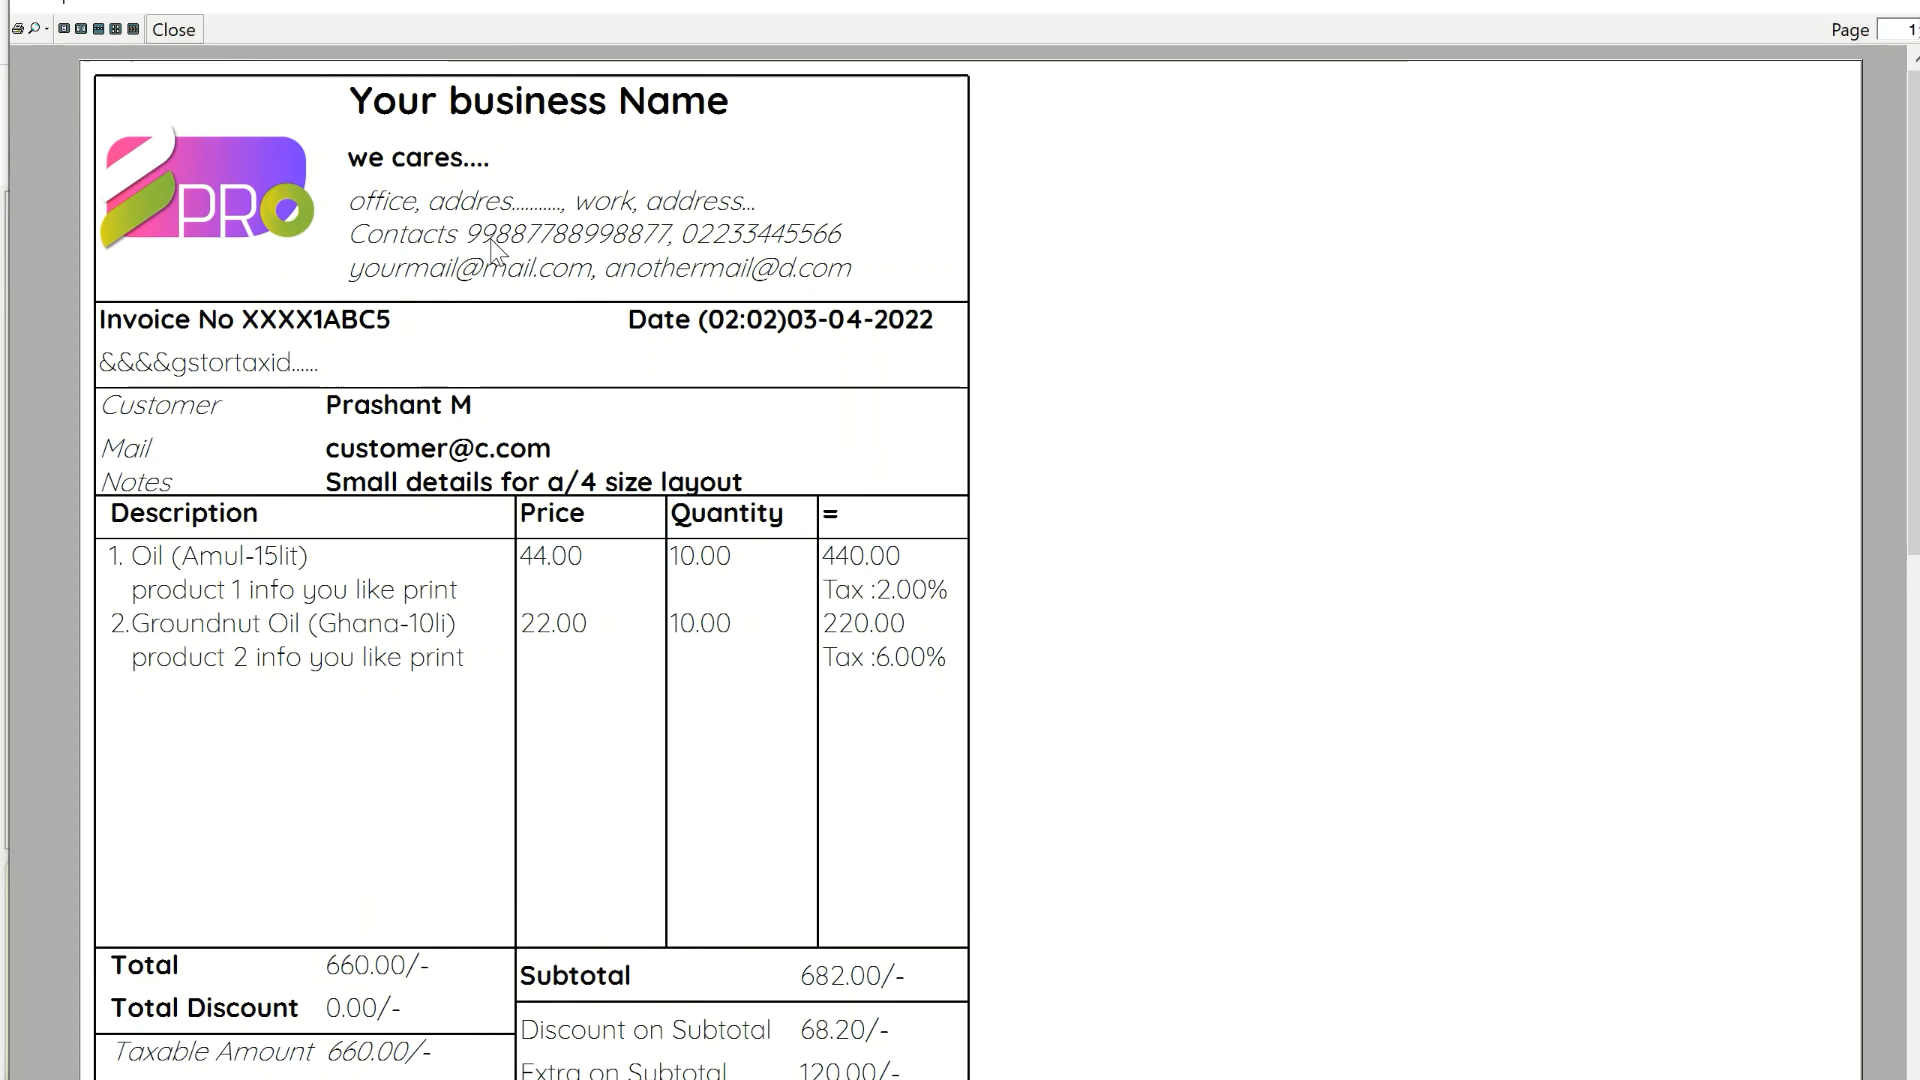 Close
Page 1
Your business Name
we cares....
PRO
office, addres..........., work, address...
Contacts 99887788998877, 02233445566
yourmail@mail.com, anothermail@d.com
Invoice No XXXX1ABC5 Date (02:02)03-04-2022
&&&&gstortaxid......
Customer Prashant M
Mail customer@c.com
Notes Small details for a/4 size layout
Description Price Quantity =
1. Oil (Amul-15lit) 44.00 10.00 440.00
product 1 info you like print Tax :2.00%
2.Groundnut Oil (Ghana-10li) 22.00 10.00 220.00
product 2 info you like print Tax :6.00%
Total 660.00/- Subtotal 682.00/-
Total Discount 0.00/-
Discount on Subtotal 68.20/-
Taxable Amount 660.00/-
Extra on Subtotal 120.00/-